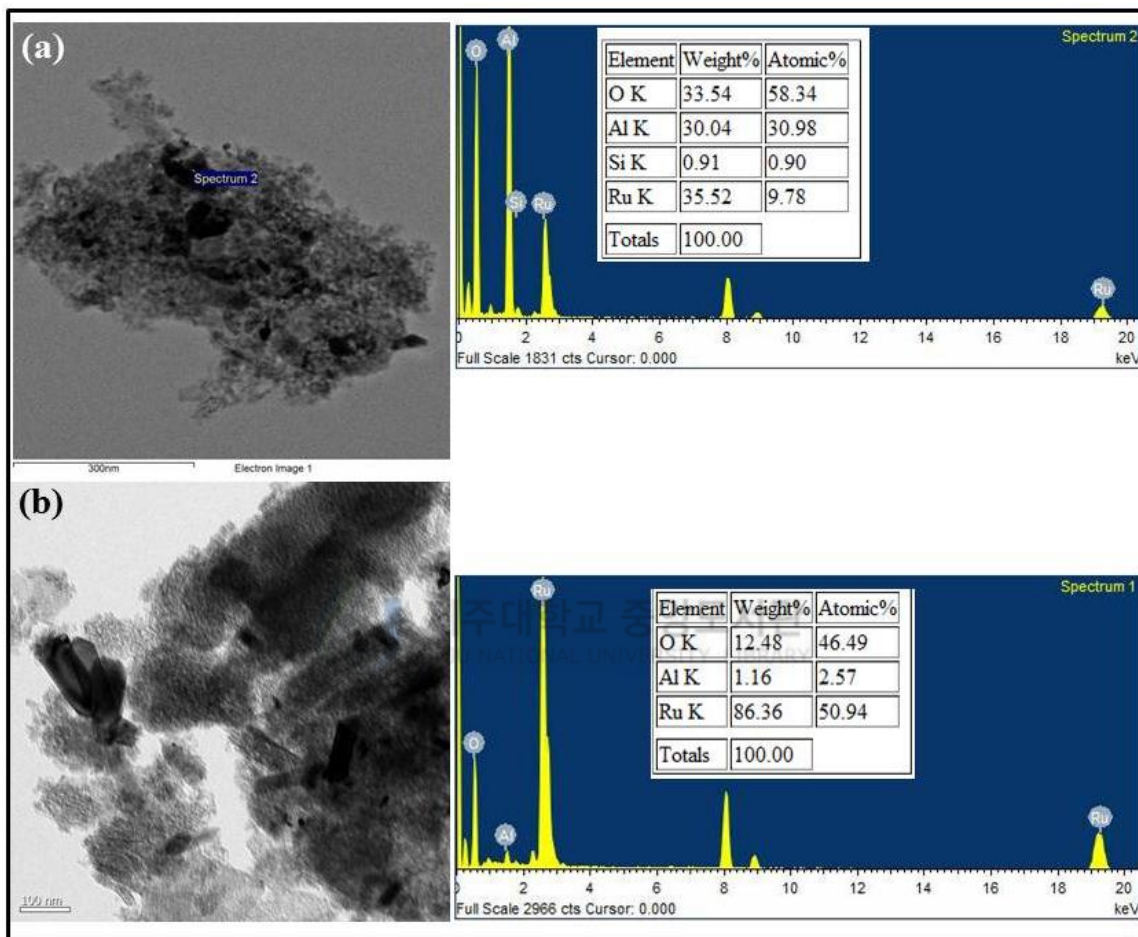 (a)
Spectrum 2
300nm
Electron Image 1
Spectrum 2
O
Al
Si
Ru
Ru
Element Weight% Atomic%
O K 33.54 58.34
Al K 30.04 30.98
Si K 0.91 0.90
Ru K 35.52 9.78
Totals 100.00
0 2 4 6 8 10 12 14 16 18 20
Full Scale 1831 cts Cursor: 0.000
keV
(b)
100 nm
Spectrum 1
Ru
O
Al
Ru
Element Weight% Atomic%
O K 12.48 46.49
Al K 1.16 2.57
Ru K 86.36 50.94
Totals 100.00
NATIONAL UNIVERSITY LIBRARY
0 2 4 6 8 10 12 14 16 18 20
Full Scale 2966 cts Cursor: 0.000
keV